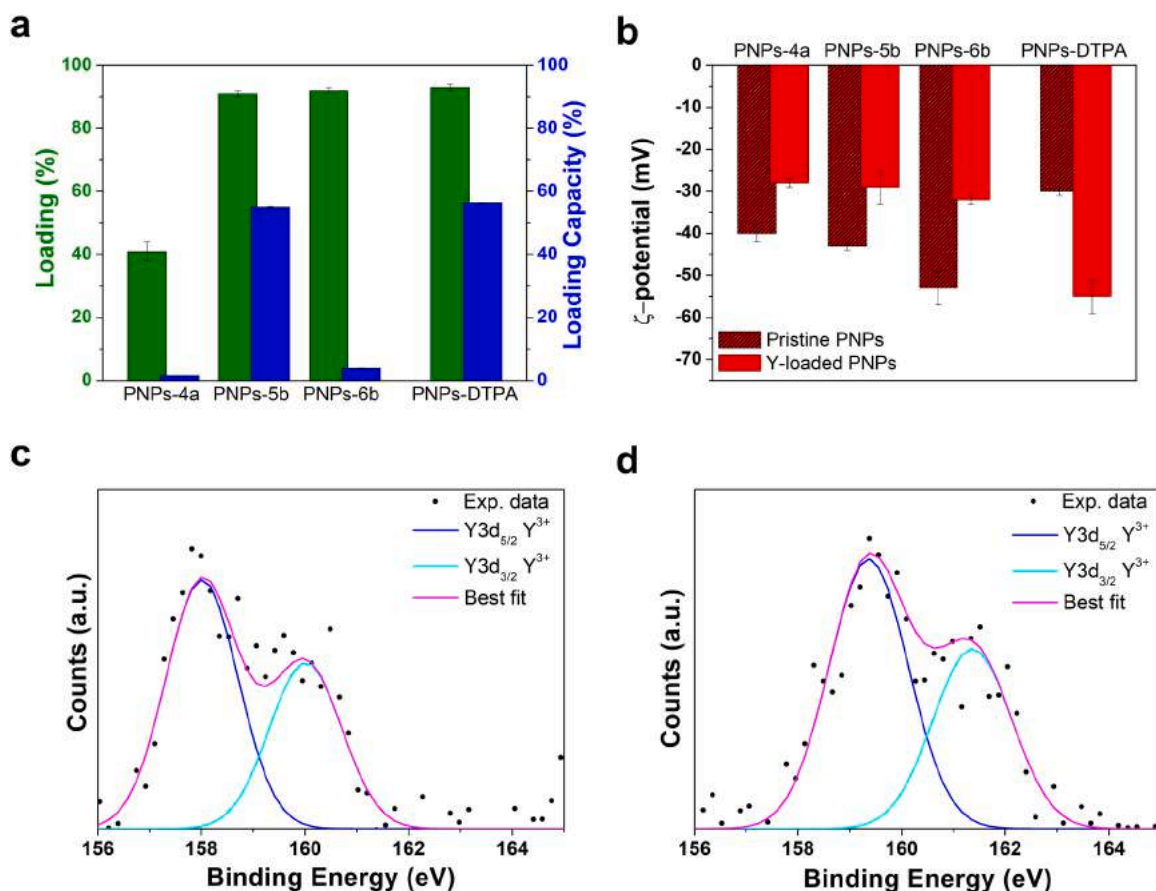 a
100
80
60
40
20
0
Loading (%)
100
80
60
40
20
0
Loading Capacity (%)
PNPs-4a PNPs-5b PNPs-6b PNPs-DTPA
b
PNPs-4a PNPs-5b PNPs-6b PNPs-DTPA
0
-10
-20
-30
-40
-50
-60
-70
ζ-potential (mV)
Pristine PNPs
Y-loaded PNPs
c
Exp. data
Y3d5/2 Y3+
Y3d3/2 Y3+
Best fit
Counts (a.u.)
156 158 160 162 164
Binding Energy (eV)
d
Exp. data
Y3d5/2 Y3+
Y3d3/2 Y3+
Best fit
Counts (a.u.)
156 158 160 162 164
Binding Energy (eV)